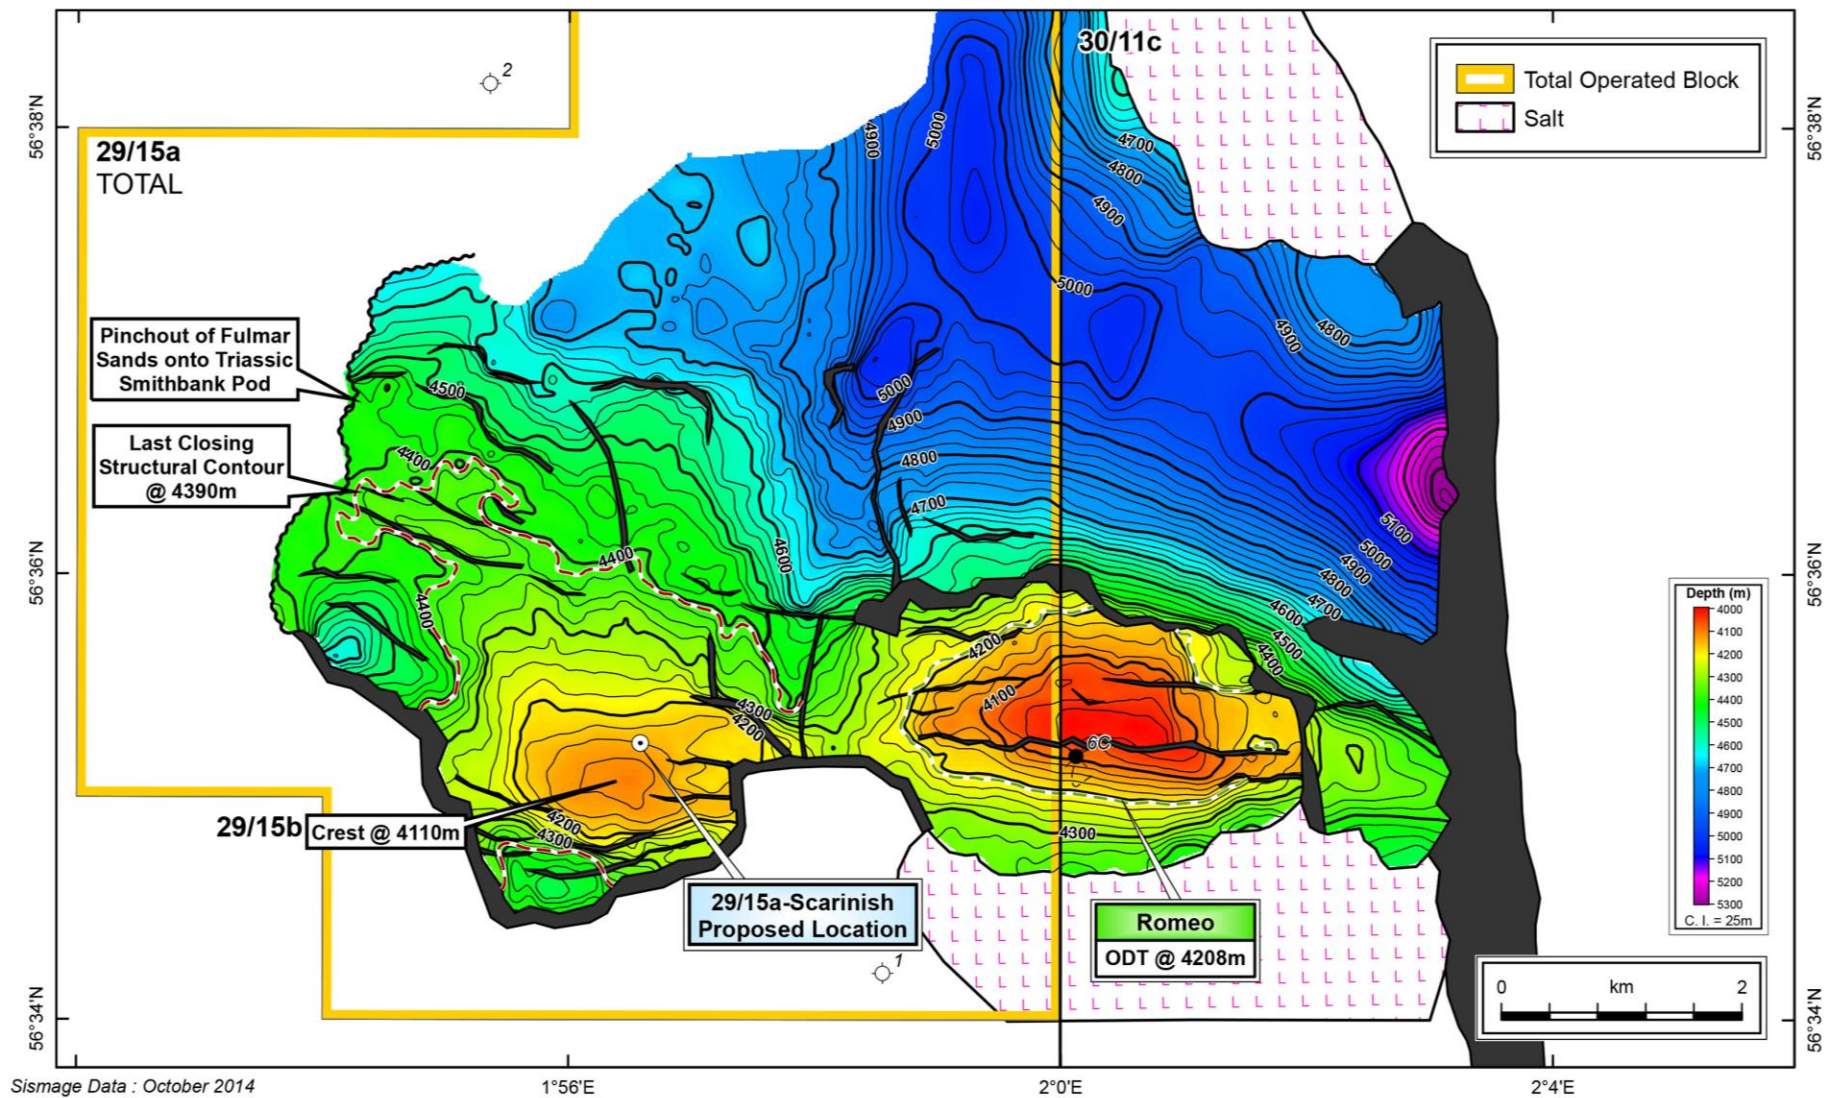 2
30/11c
Total Operated Block
Salt
56°38'N
56°38'N
29/15a
TOTAL
4900
5000
4700
4800
4900
5000
4800
4900
Pinchout of Fulmar
Sands onto Triassic
Smithbank Pod
4500
5000
4900
Last Closing
Structural Contour
@ 4390m
4400
4800
4700
5100
5000
4900
4800
4700
4600
4500
4400
56°36'N
56°36'N
4400
4600
4400
4200
4100
4300
4200
6C
Depth (m)
4000
4100
4200
4300
4400
4500
4600
4700
4800
4900
5000
5100
5200
5300
C. I. = 25m
29/15b
Crest @ 4110m
4200
4300
4300
29/15a-Scarinish
Proposed Location
Romeo
ODT @ 4208m
1
0 km 2
56°34'N
56°34'N
Sismage Data : October 2014
1°56'E
2°0'E
2°4'E